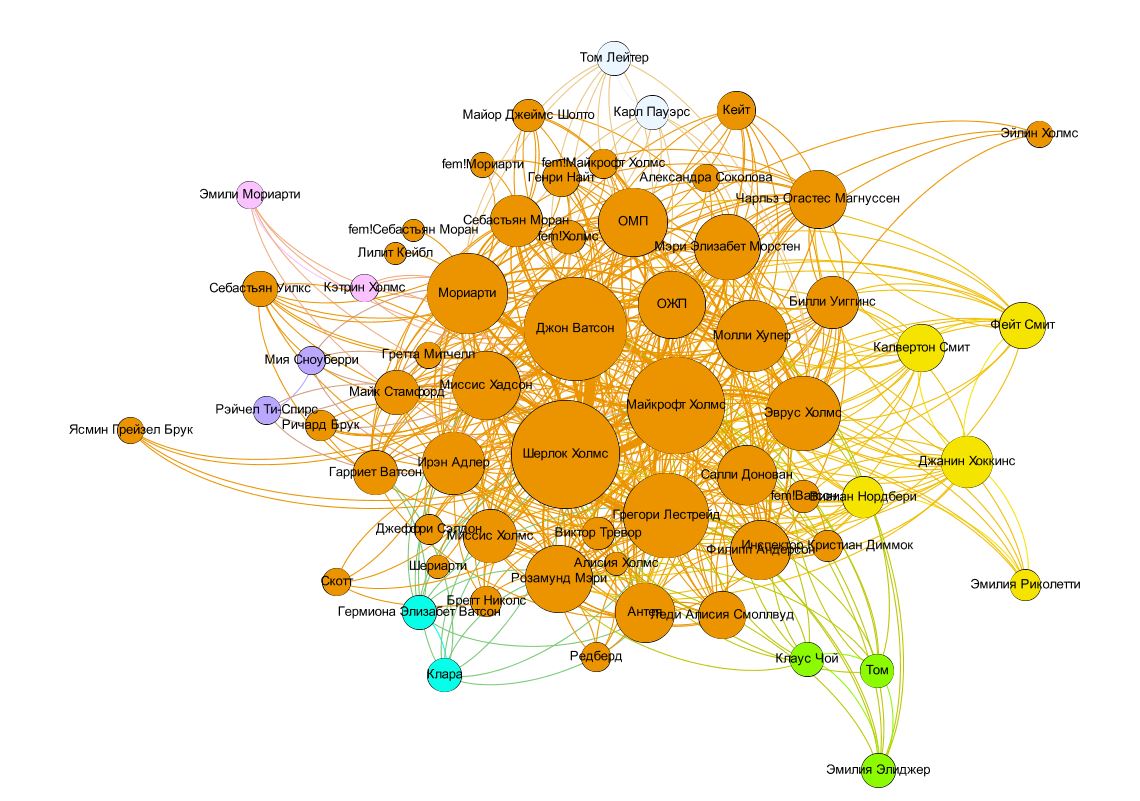 Том Лейтер
Карл Пауэрс
Кейт
Майор Джеймс Шолто
Эйлин Холмс
fem!Мориарти
fem!Майкрофт Холмс
Генри Найт
Александра Соколова
Эмили Мориарти
Чарльз Огастес Магнуссен
Себастьян Моран
ОМП
fem!Себастьян Моран
fem!Холмс
Мэри Элизабет Морстен
Лилит Кейбл
Себастьян Уилкс
Кэтрин Холмс
Мориарти
ОЖП
Билли Уиггинс
Джон Ватсон
Фейт Смит
Молли Хупер
Калвертон Смит
Мия Сноуберри
Гретта Митчелл
Миссис Хадсон
Майк Стамфорд
Рэйчел Ти-Спирс
Майкрофт Холмс
Эврус Холмс
Ричард Брук
Ясмин Грейзел Брук
Шерлок Холмс
Гарриет Ватсон
Ирэн Адлер
Салли Донован
Джанин Хоккинс
fem!Ватсон
Вивиан Нордбери
Грегори Лестрейд
Джеффри Сэлдон
Миссис Холмс
Виктор Тревор
Филипп Андерсон
Инспектор Кристиан Диммок
Шериарти
Алисия Холмс
Скотт
Розамунд Мэри
Эмилия Риколетти
Бретт Николс
Гермиона Элизабет Ватсон
Антея
Леди Алисия Смоллвуд
Редберд
Клаус Чой
Клара
Том
Эмилия Элиджер